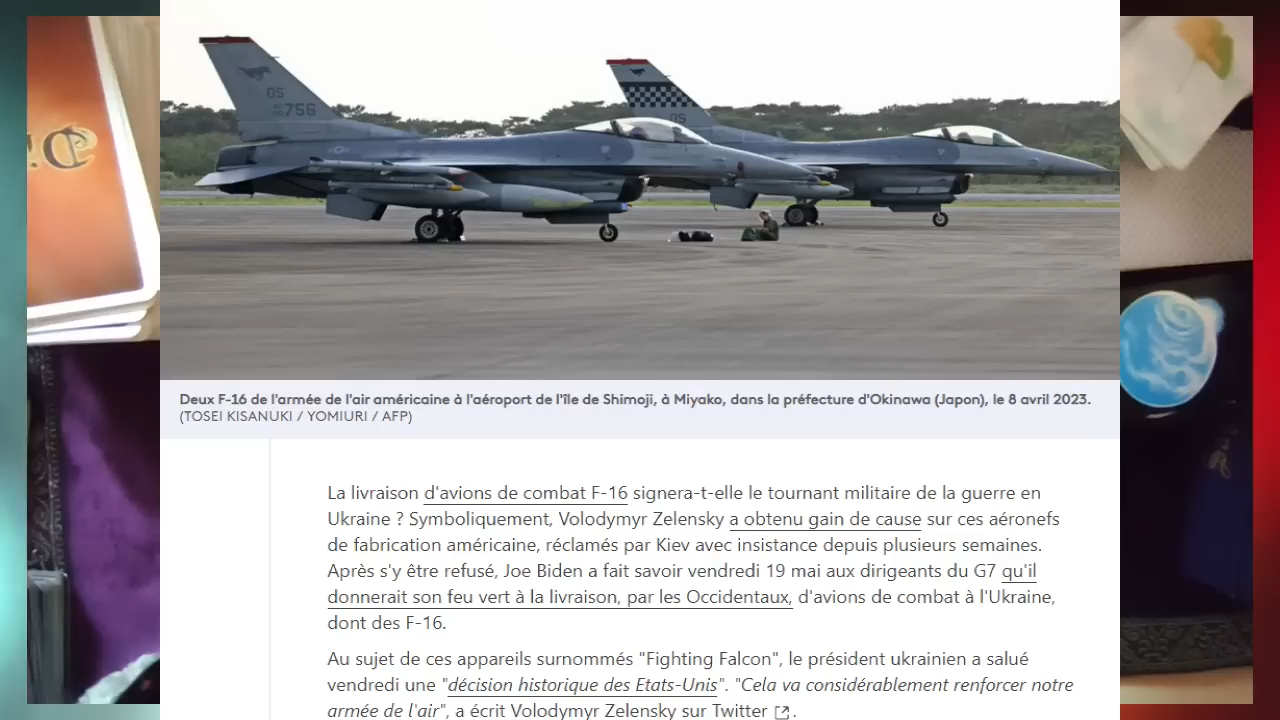 OS
756
OS
Deux F-16 de l'armée de l'air américaine à l'aéroport de l'île de Shimoji, à Miyako, dans la préfecture d'Okinawa (Japon), le 8 avril 2023.
(TOSEI KISANUKI / YOMIURI / AFP)
La livraison d'avions de combat F-16 signera-t-elle le tournant militaire de la guerre en
Ukraine ? Symboliquement, Volodymyr Zelensky a obtenu gain de cause sur ces aéronefs
de fabrication américaine, réclamés par Kiev avec insistance depuis plusieurs semaines.
Après s'y être refusé, Joe Biden a fait savoir vendredi 19 mai aux dirigeants du G7 qu'il
donnerait son feu vert à la livraison, par les Occidentaux, d'avions de combat à l'Ukraine,
dont des F-16.
Au sujet de ces appareils surnommés "Fighting Falcon", le président ukrainien a salué
vendredi une "décision historique des Etats-Unis". "Cela va considérablement renforcer notre
armée de l'air", a écrit Volodymyr Zelensky sur Twitter .